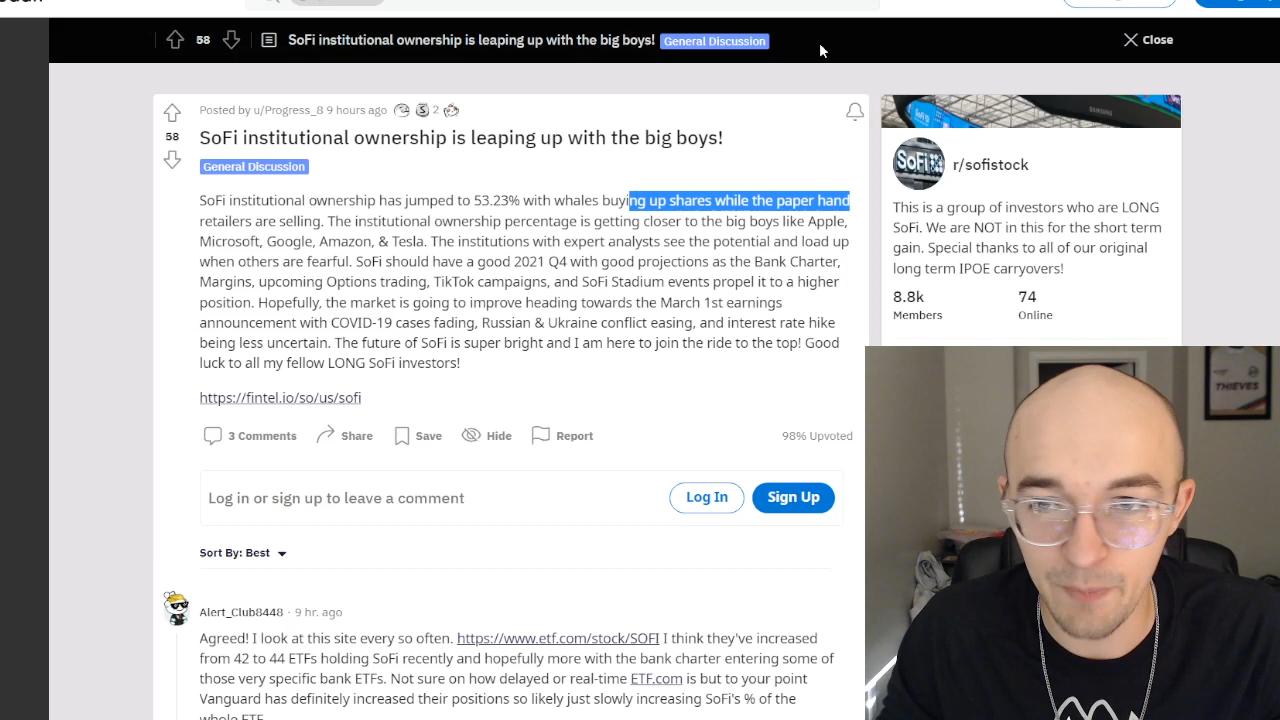 58
SoFi institutional ownership is leaping up with the big boys! General Discussion
Close
Posted by u/Progress_8 9 hours ago 2
58
SoFi institutional ownership is leaping up with the big boys!
General Discussion
SoFi institutional ownership has jumped to 53.23% with whales buying up shares while the paper hand
retailers are selling. The institutional ownership percentage is getting closer to the big boys like Apple,
Microsoft, Google, Amazon, & Tesla. The institutions with expert analysts see the potential and load up
when others are fearful. SoFi should have a good 2021 Q4 with good projections as the Bank Charter,
Margins, upcoming Options trading, TikTok campaigns, and SoFi Stadium events propel it to a higher
position. Hopefully, the market is going to improve heading towards the March 1st earnings
announcement with COVID-19 cases fading, Russian & Ukraine conflict easing, and interest rate hike
being less uncertain. The future of SoFi is super bright and I am here to join the ride to the top! Good
luck to all my fellow LONG SoFi investors!
https://fintel.io/so/us/sofi
3 Comments Share Save Hide Report 98% Upvoted
Log in or sign up to leave a comment Log In Sign Up
Sort By: Best
Alert_Club8448 · 9 hr. ago
Agreed! I look at this site every so often. https://www.etf.com/stock/SOFI I think they've increased
from 42 to 44 ETFs holding SoFi recently and hopefully more with the bank charter entering some of
those very specific bank ETFs. Not sure on how delayed or real-time ETF.com is but to your point
Vanguard has definitely increased their positions so likely just slowly increasing SoFi's % of the
whole ETF
SAMSUNG
SoFi
r/sofistock
This is a group of investors who are LONG
SoFi. We are NOT in this for the short term
gain. Special thanks to all of our original
long term IPOE carryovers!
8.8k 74
Members Online
THIEVES